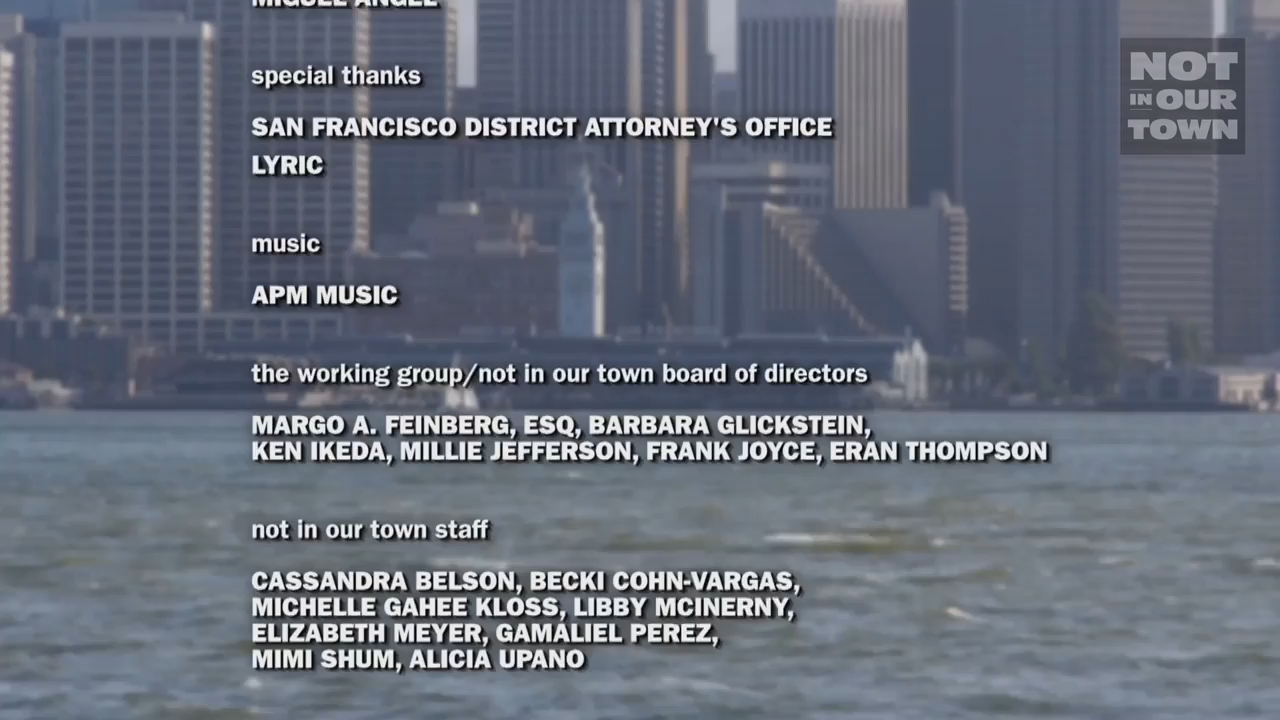 MIGUEL ANGEL
special thanks
SAN FRANCISCO DISTRICT ATTORNEY'S OFFICE
LYRIC
music
APM MUSIC
the working group/not in our town board of directors
MARGO A. FEINBERG, ESQ, BARBARA GLICKSTEIN,
KEN IKEDA, MILLIE JEFFERSON, FRANK JOYCE, ERAN THOMPSON
not in our town staff
CASSANDRA BELSON, BECKI COHN-VARGAS,
MICHELLE GAHEE KLOSS, LIBBY MCINERNY,
ELIZABETH MEYER, GAMALIEL PEREZ,
MIMI SHUM, ALICIA UPANO
NOT
IN OUR
TOWN